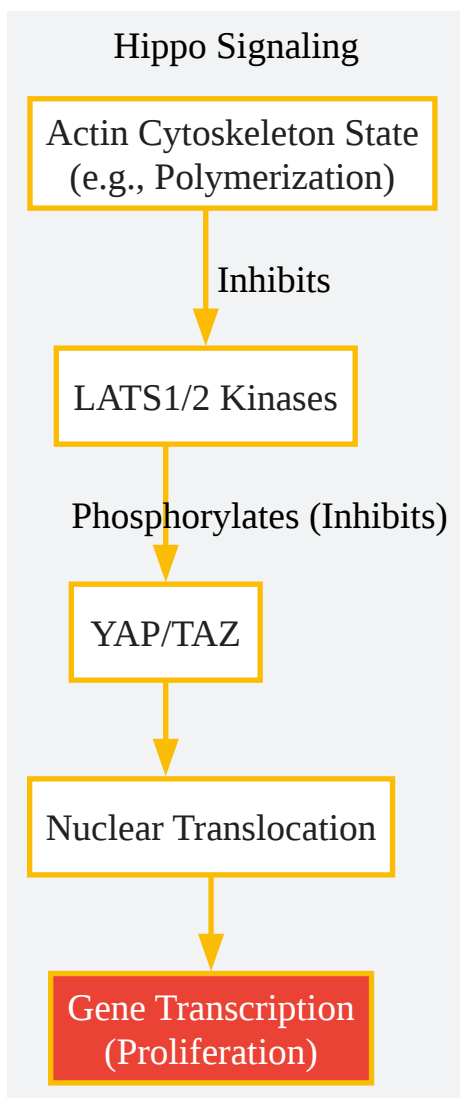 Hippo Signaling
Actin Cytoskeleton State
(e.g., Polymerization)
Inhibits
LATS1/2 Kinases
Phosphorylates (Inhibits)
YAP/TAZ
Nuclear Translocation
Gene Transcription
(Proliferation)